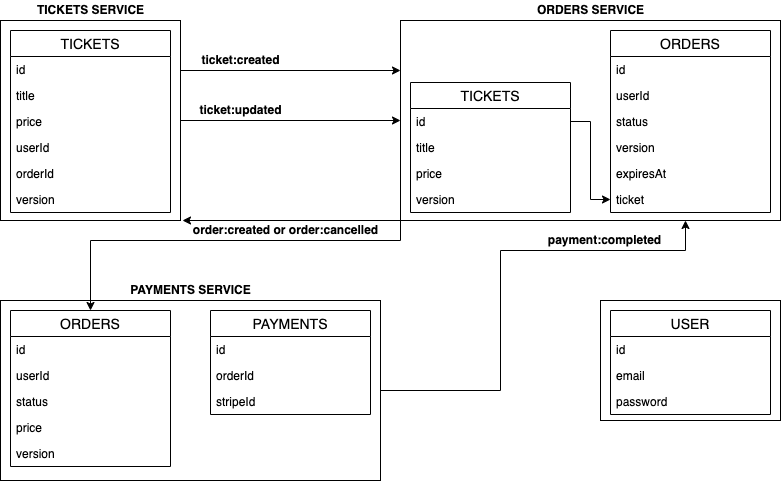 TICKETS SERVICE
TICKETS
id
title
price
userId
orderId
version
ticket:created
ticket:updated
ORDERS SERVICE
TICKETS
id
title
price
version
ORDERS
id
userId
status
version
expiresAt
ticket
order:created or order:cancelled
payment:completed
PAYMENTS SERVICE
ORDERS
id
userId
status
price
version
PAYMENTS
id
orderId
stripeId
USER
id
email
password